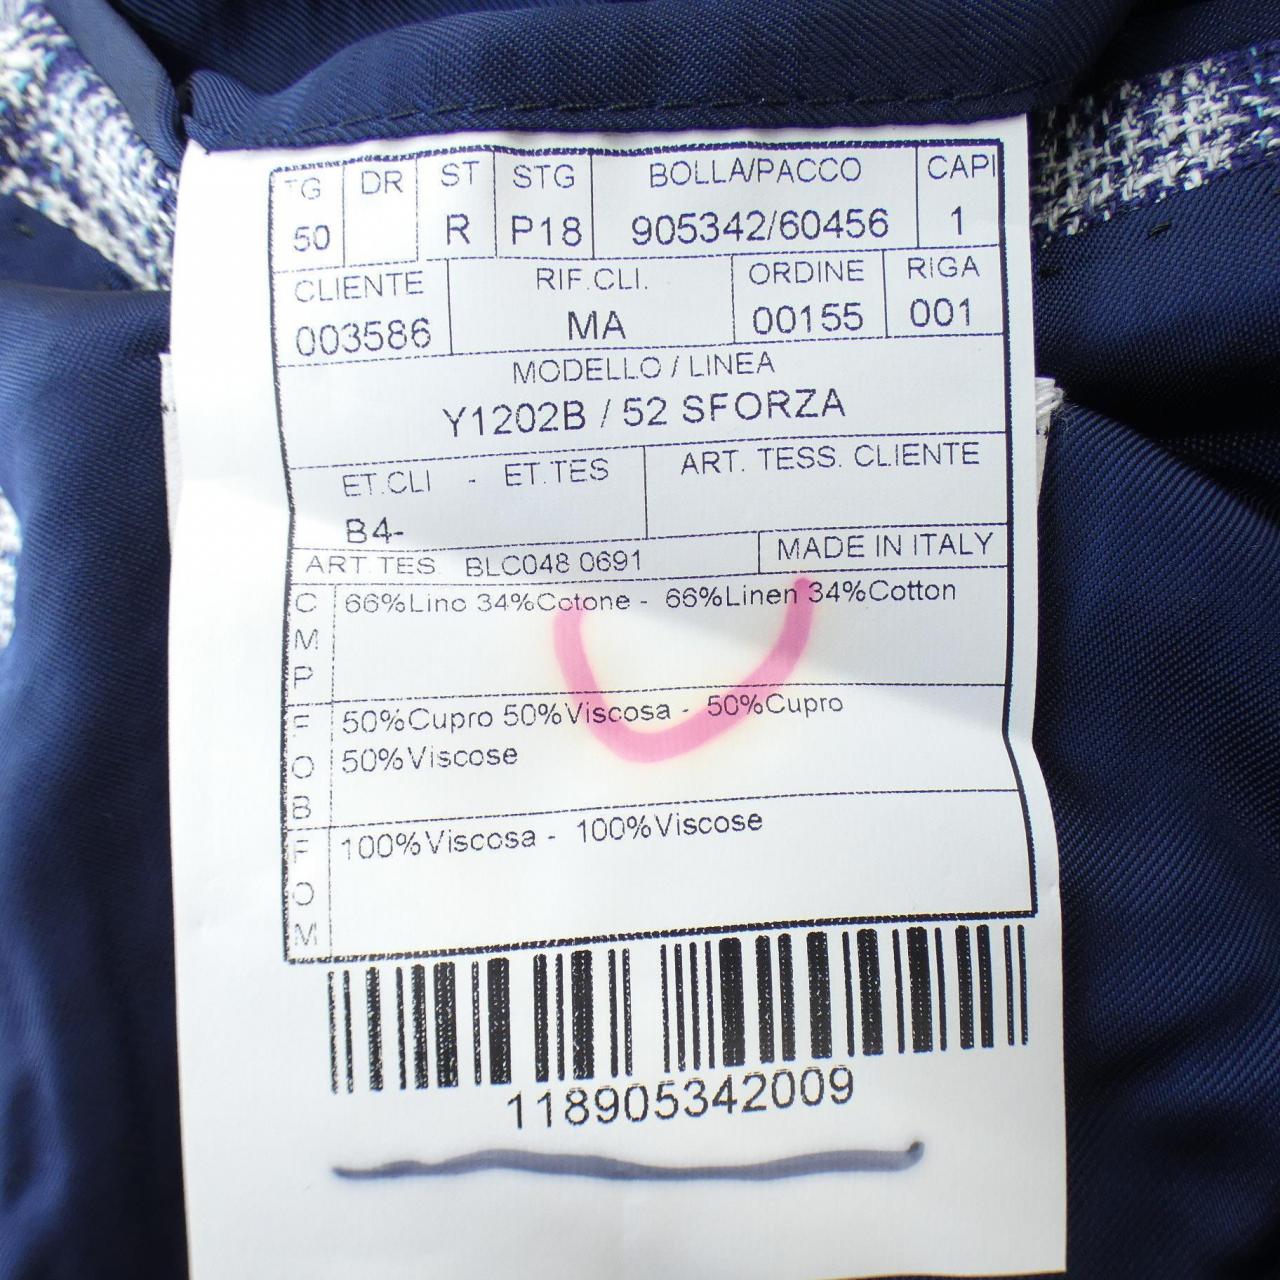 TG DR ST STG BOLLA/PACCO CAPI
50 R P18 905342/60456 1
CLIENTE RIF.CLI. ORDINE RIGA
003586 MA 00155 001
MODELLO / LINEA
Y1202B / 52 SFORZA
ET.CLI - ET.TES ART. TESS. CLIENTE
B4-
ART.TES. BLC048 0691 MADE IN ITALY
CMP 66%Lino 34%Cotone - 66%Linen 34%Cotton
FOB 50%Cupro 50%Viscosa - 50%Cupro
50%Viscose
FOM 100%Viscosa - 100%Viscose
118905342009